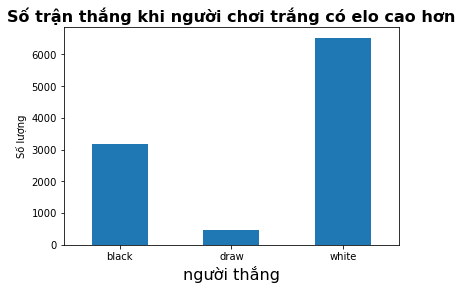 Số trận thắng khi người chơi trắng có elo cao hơn
6000
5000
4000
3000
2000
1000
0
Số lượng
black draw white
người thắng